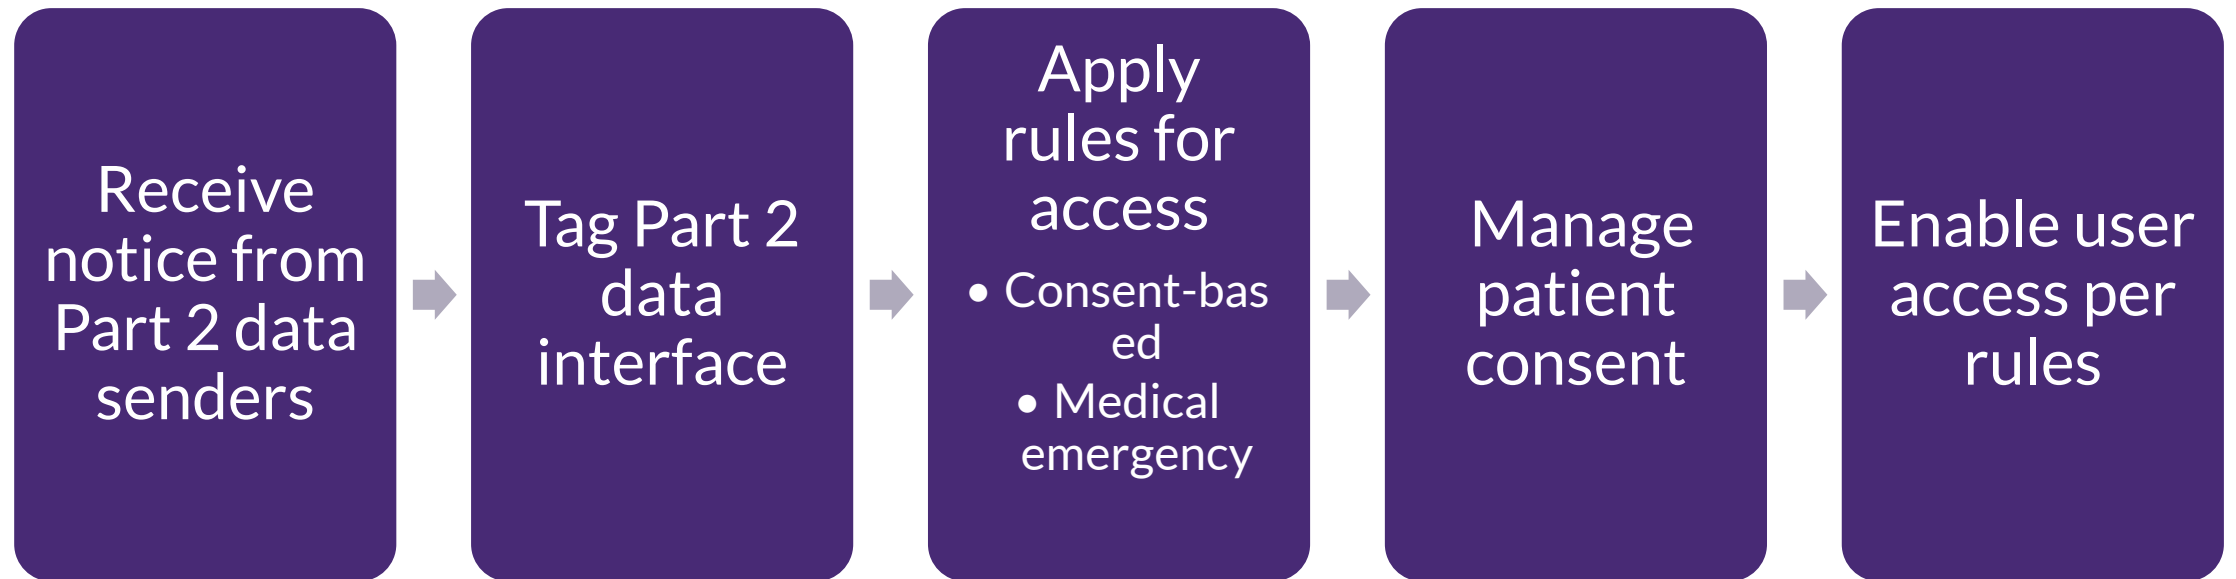 Receive
notice from
Part 2 data
senders
Tag Part 2
data
interface
Apply
rules for
access
• Consent-bas
ed
• Medical
emergency
Manage
patient
consent
Enable user
access per
rules